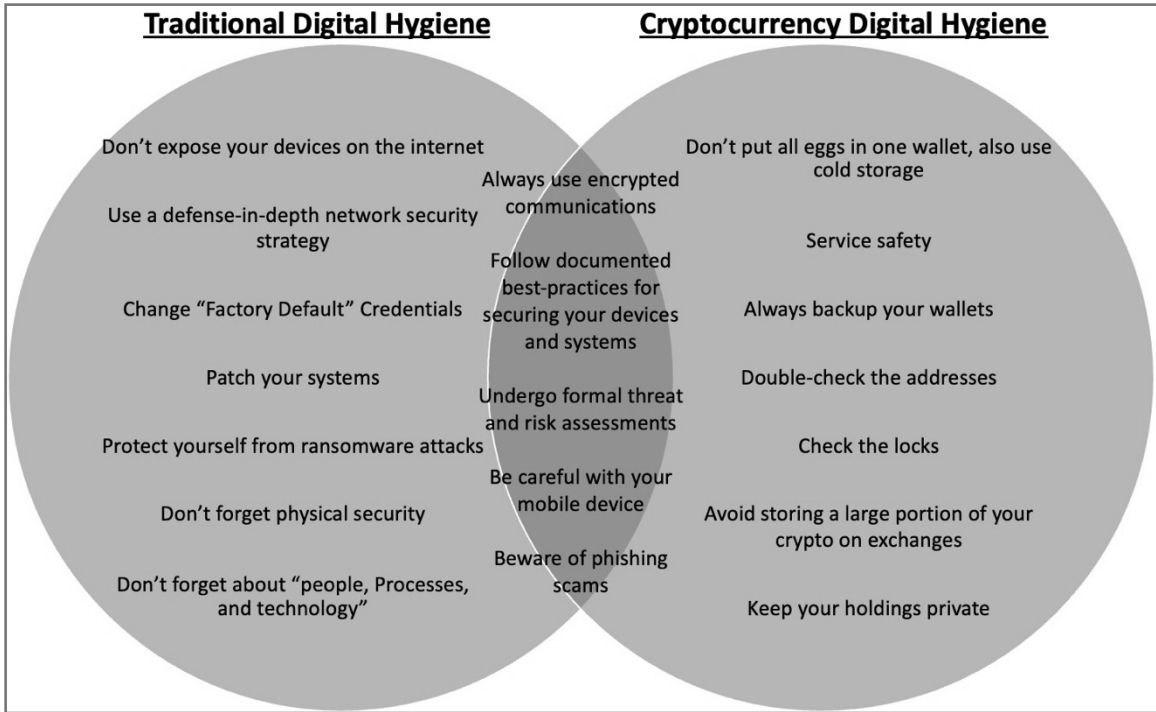 Traditional Digital Hygiene
Cryptocurrency Digital Hygiene
Don’t expose your devices on the internet
Use a defense-in-depth network security
strategy
Change “Factory Default” Credentials
Patch your systems
Protect yourself from ransomware attacks
Don’t forget physical security
Don’t forget about “people, Processes,
and technology”
Always use encrypted
communications
Follow documented
best-practices for
securing your devices
and systems
Undergo formal threat
and risk assessments
Be careful with your
mobile device
Beware of phishing
scams
Don’t put all eggs in one wallet, also use
cold storage
Service safety
Always backup your wallets
Double-check the addresses
Check the locks
Avoid storing a large portion of your
crypto on exchanges
Keep your holdings private